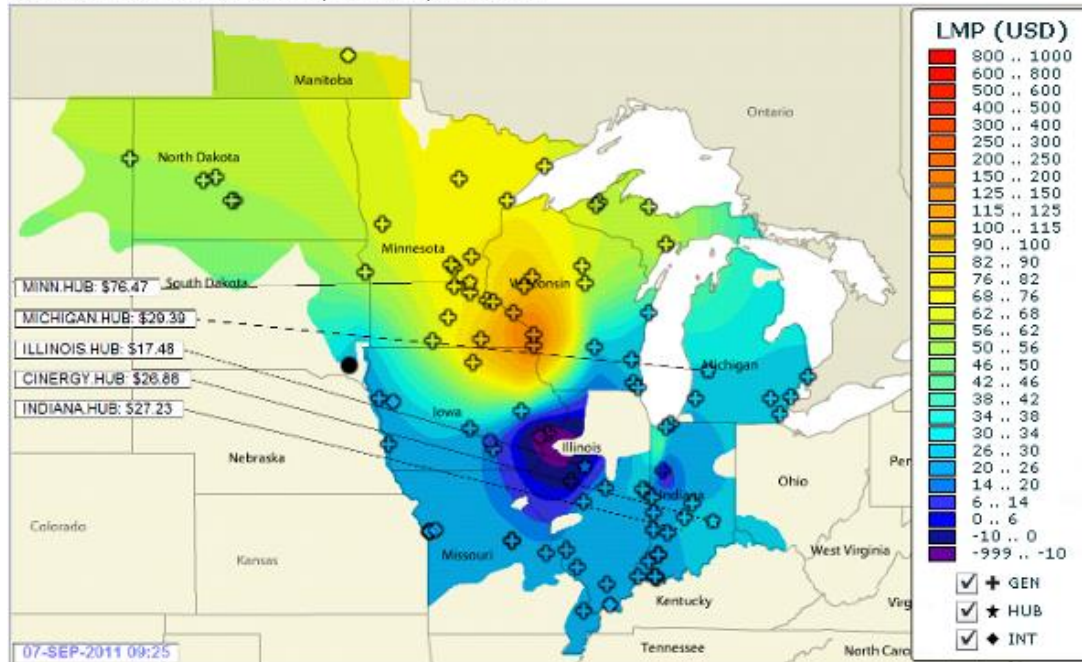 Manitoba
Ontario
North Dakota
Minnesota
South Dakota
Wisconsin
MINN.HUB: $76.47
MICHIGAN.HUB: $29.39
Michigan
ILLINOIS.HUB: $17.48
CINERGY.HUB: $26.88
INDIANA.HUB: $27.23
Iowa
Illinois
Nebraska
Indiana
Ohio
Pen
Colorado
Kansas
Missouri
West Virginia
Kentucky
Virg
Tennessee
North Caro
07-SEP-2011 09:25
LMP (USD)
800 .. 1000
600 .. 800
500 .. 600
400 .. 500
300 .. 400
250 .. 300
200 .. 250
150 .. 200
125 .. 150
115 .. 125
100 .. 115
90 .. 100
82 .. 90
76 .. 82
68 .. 76
62 .. 68
56 .. 62
50 .. 56
46 .. 50
42 .. 46
38 .. 42
34 .. 38
30 .. 34
26 .. 30
20 .. 26
14 .. 20
6 .. 14
0 .. 6
-10 .. 0
-999 .. -10
GEN
HUB
INT